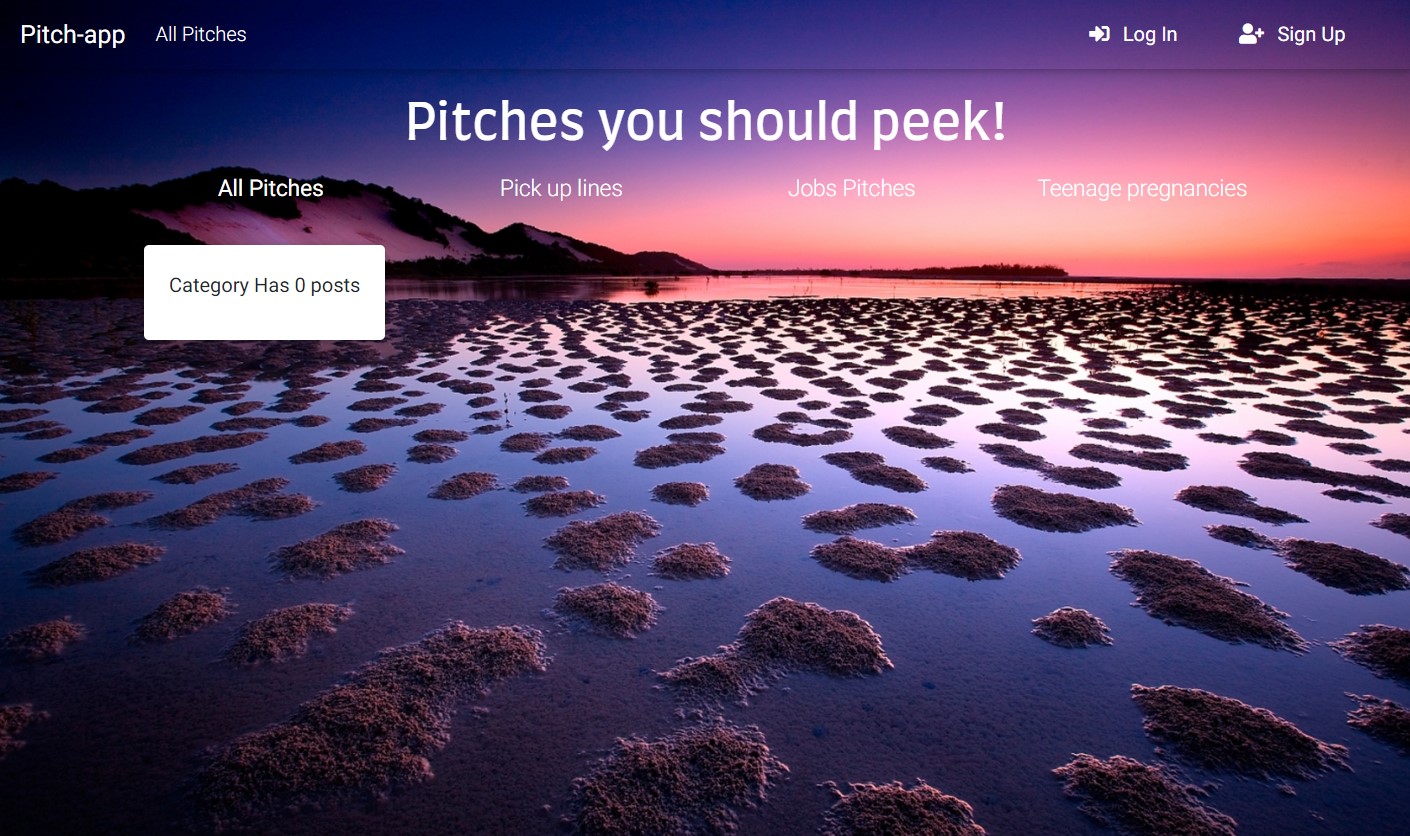 Pitch-app All Pitches Log In Sign Up
Pitches you should peek!
All Pitches Pick up lines Jobs Pitches Teenage pregnancies
Category Has 0 posts